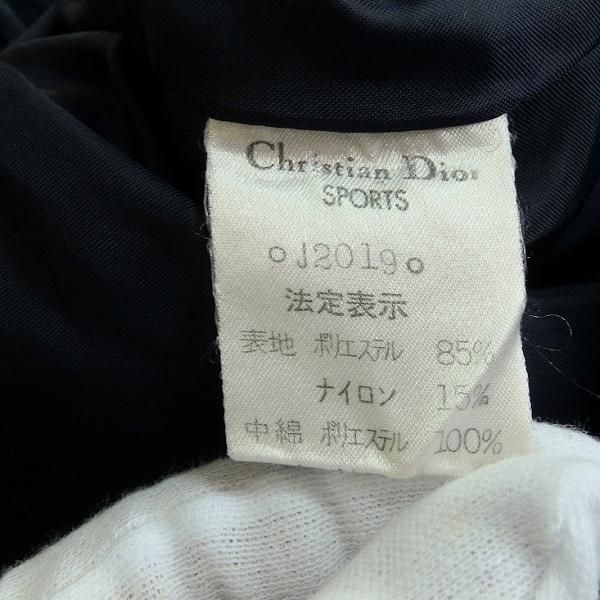 Christian Dior
SPORTS
o J2019 o
法定表示
表地 ポリエステル 85%
ナイロン 15%
中綿 ポリエステル 100%